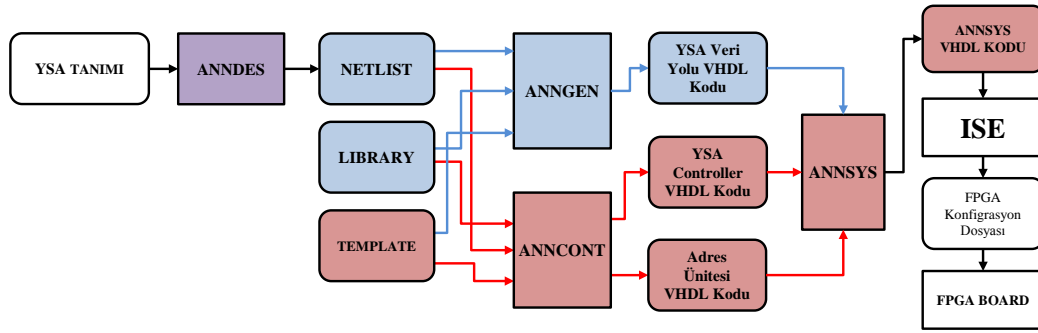 YSA TANIMI
ANNDES
NETLIST
LIBRARY
TEMPLATE
ANNGEN
ANNCONT
YSA Veri
Yolu VHDL
Kodu
YSA
Controller
VHDL Kodu
Adres
Ünitesi
VHDL Kodu
ANNSYS
ANNSYS
VHDL KODU
ISE
FPGA
Konfigrasyon
Dosyası
FPGA BOARD